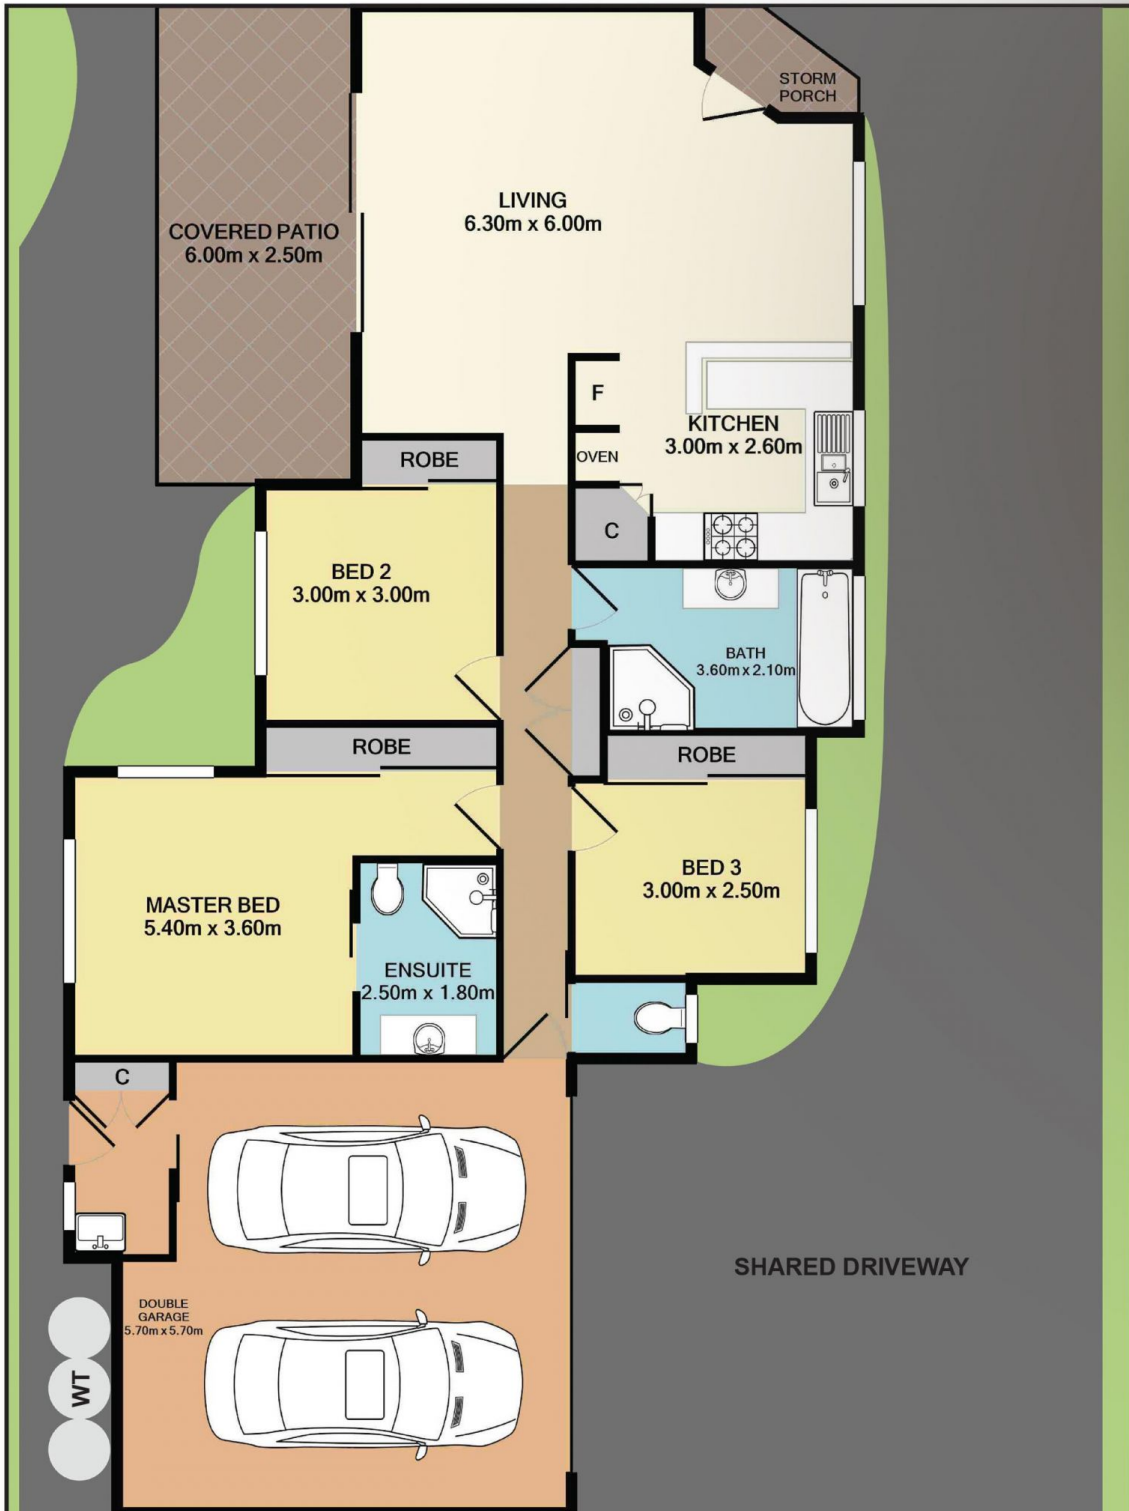 STORM
PORCH
LIVING
6.30m x 6.00m
COVERED PATIO
6.00m x 2.50m
F
KITCHEN
3.00m x 2.60m
OVEN
ROBE
C
BED 2
3.00m x 3.00m
BATH
3.60m x 2.10m
ROBE
ROBE
BED 3
3.00m x 2.50m
MASTER BED
5.40m x 3.60m
ENSUITE
2.50m x 1.80m
C
SHARED DRIVEWAY
DOUBLE
GARAGE
5.70m x 5.70m
WT